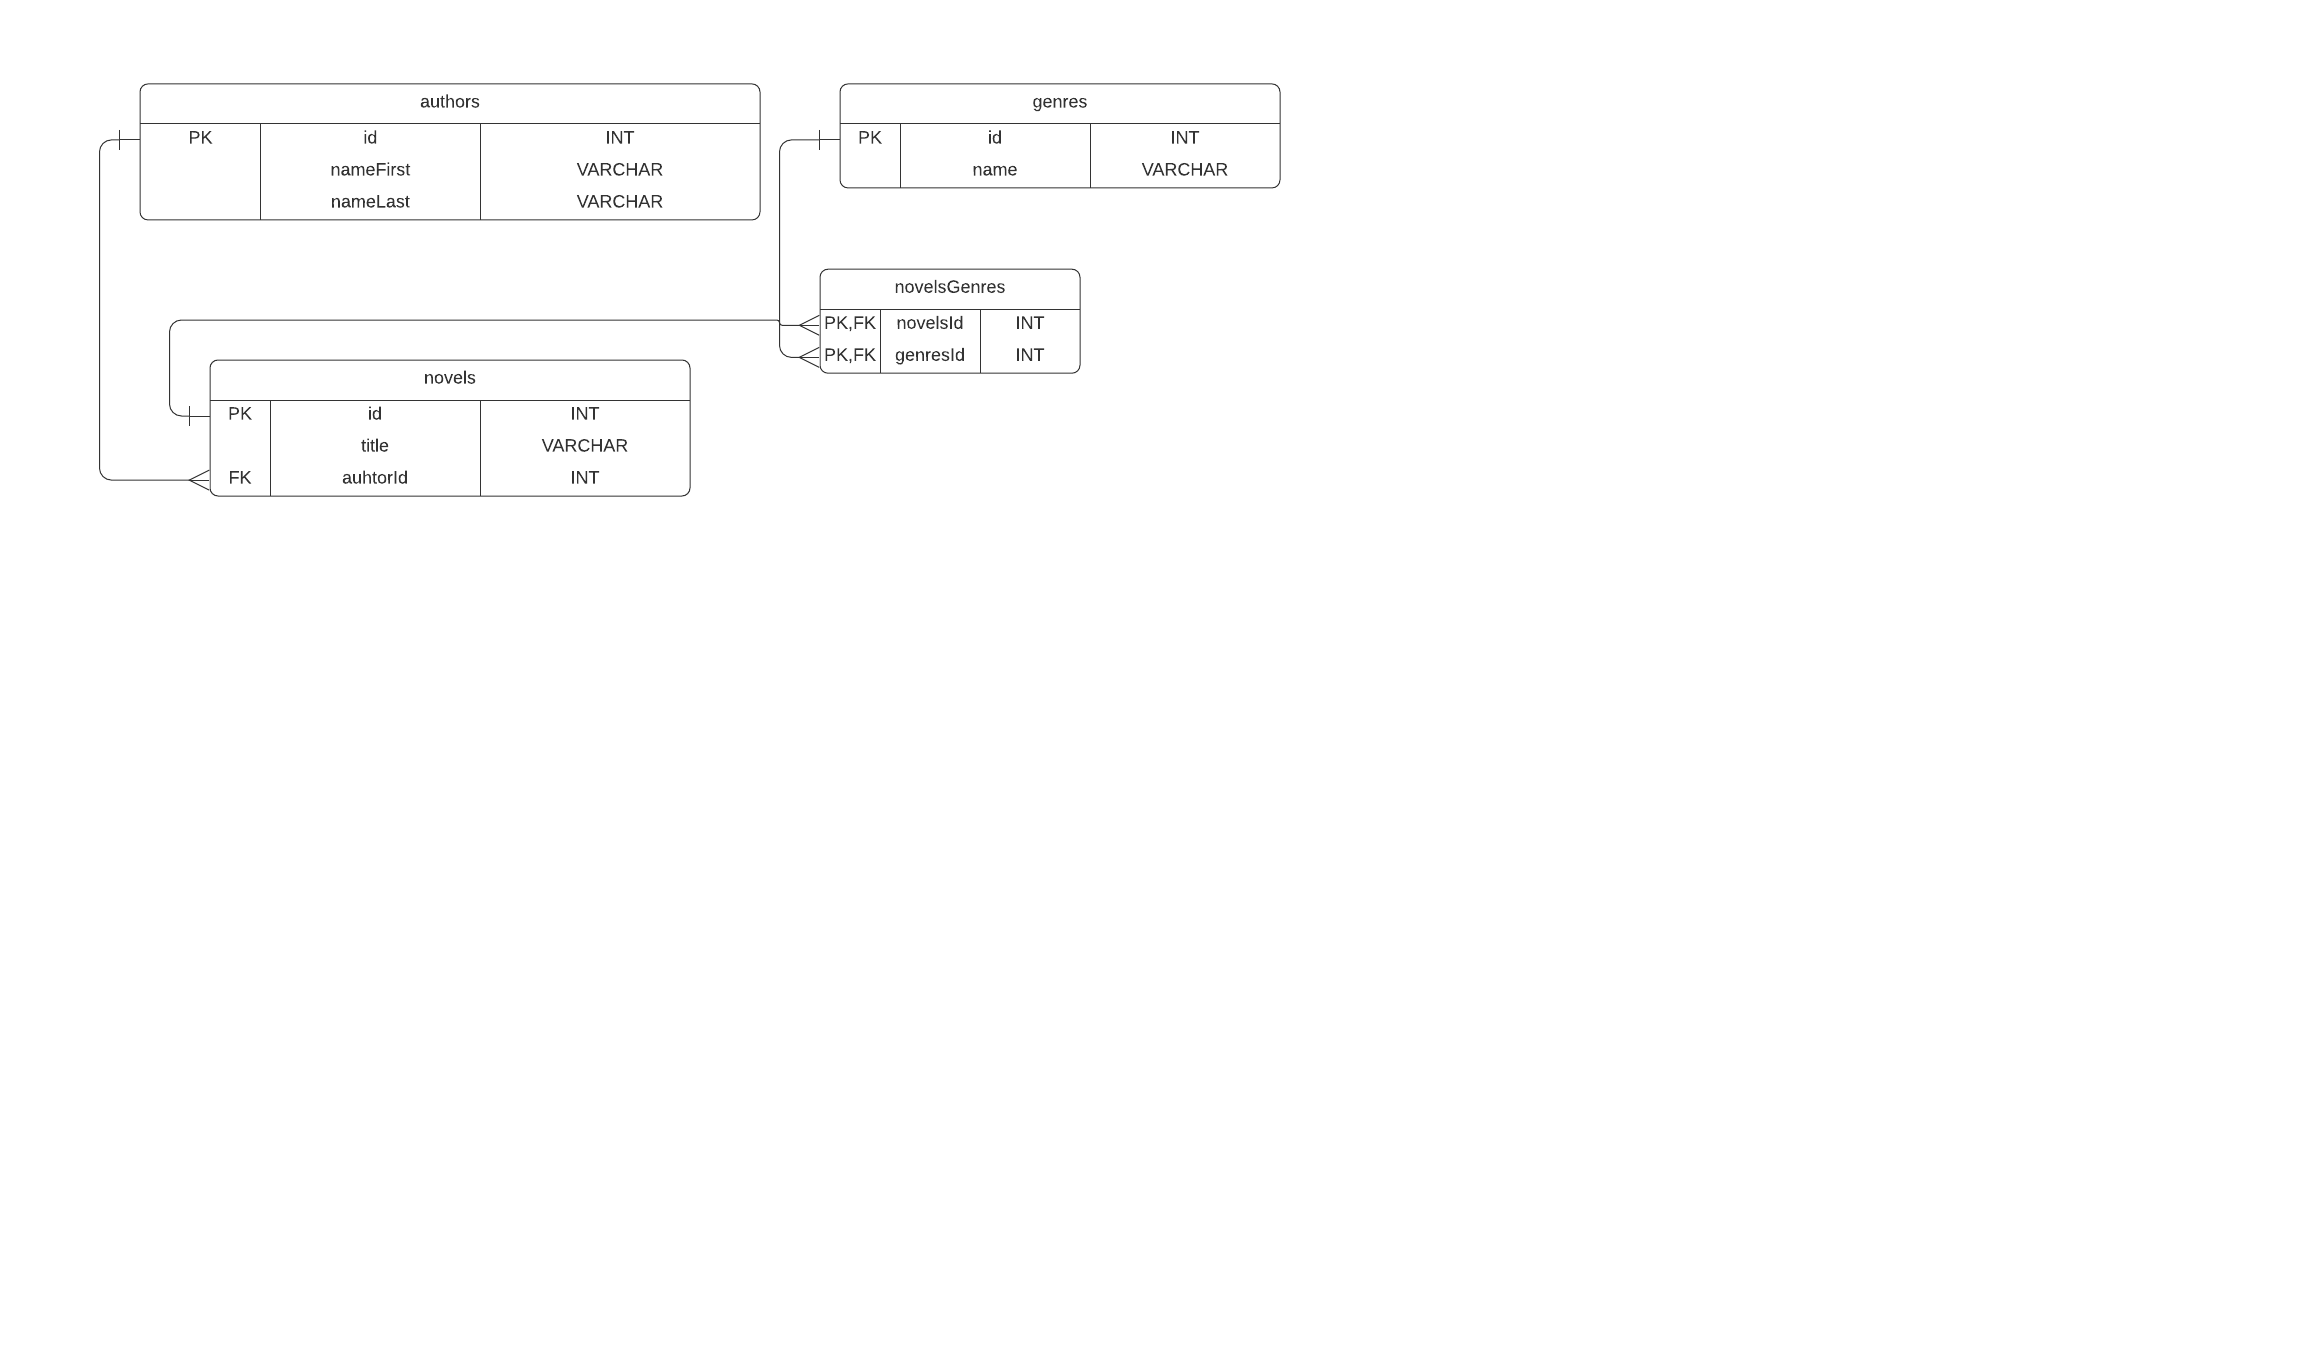 authors
PK id INT
nameFirst VARCHAR
nameLast VARCHAR
genres
PK id INT
name VARCHAR
novelsGenres
PK,FK novelsId INT
PK,FK genresId INT
novels
PK id INT
title VARCHAR
FK auhtorId INT